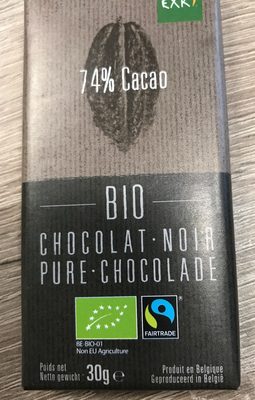 EXKi
74% Cacao
BIO
CHOCOLAT·NOIR
PURE·CHOCOLADE
FAIRTRADE
BE-BIO-01
Non EU Agriculture
Poids net
Netto gewicht: 30g e
Produit en Belgique
Geproduceerd in België